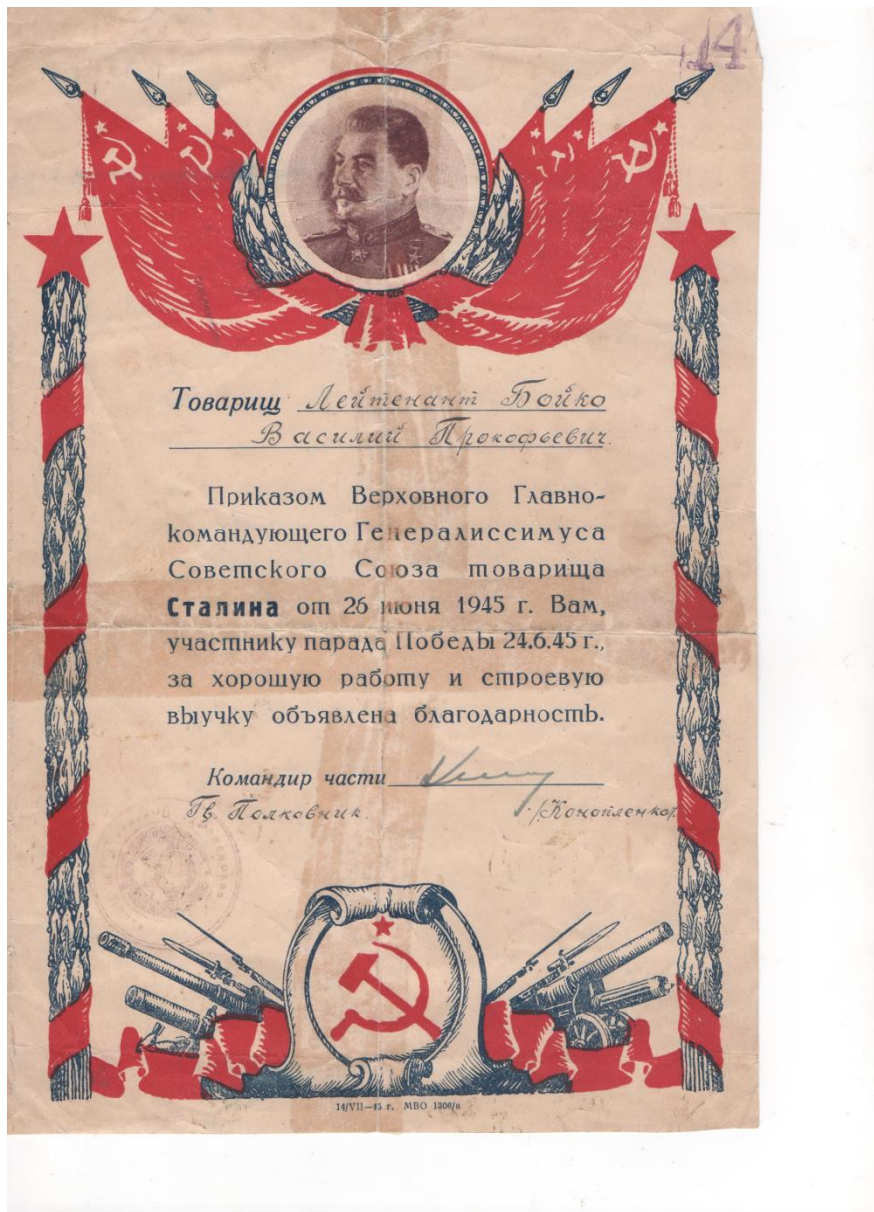 14
Товарищ Лейтенант Бойко
Василий Прокофьевич.
Приказом Верховного Главно-
командующего Генералиссимуса
Советского Союза товарища
Сталина от 26 июня 1945 г. Вам,
участнику парада Победы 24.6.45 г.,
за хорошую работу и строевую
выучку объявлена благодарность.
Командир части
Гв. Полковник. /Конопленко/
14/VII—45 г. МВО 1306/в